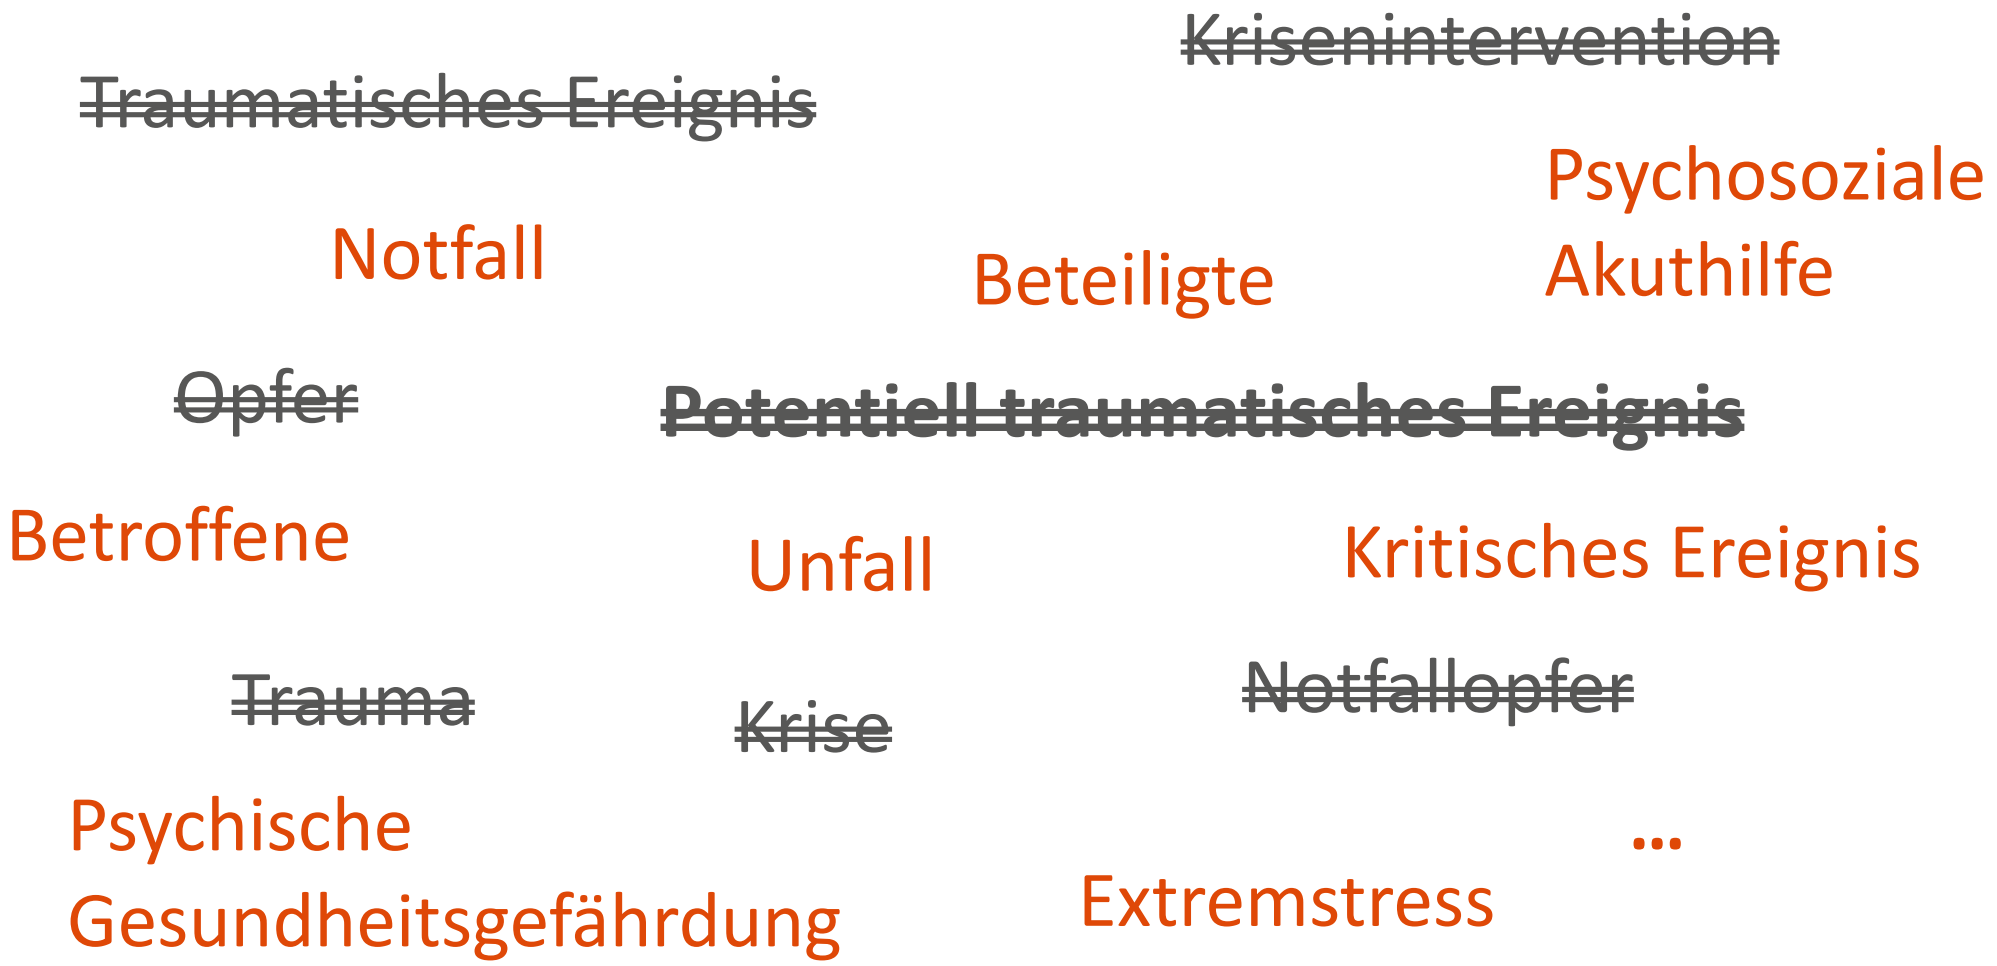 Krisenintervention
Traumatisches Ereignis
Psychosoziale
Akuthilfe
Notfall
Beteiligte
Opfer
Potentiell traumatisches Ereignis
Betroffene
Unfall
Kritisches Ereignis
Trauma
Krise
Notfallopfer
Psychische
Gesundheitsgefährdung
...
Extremstress